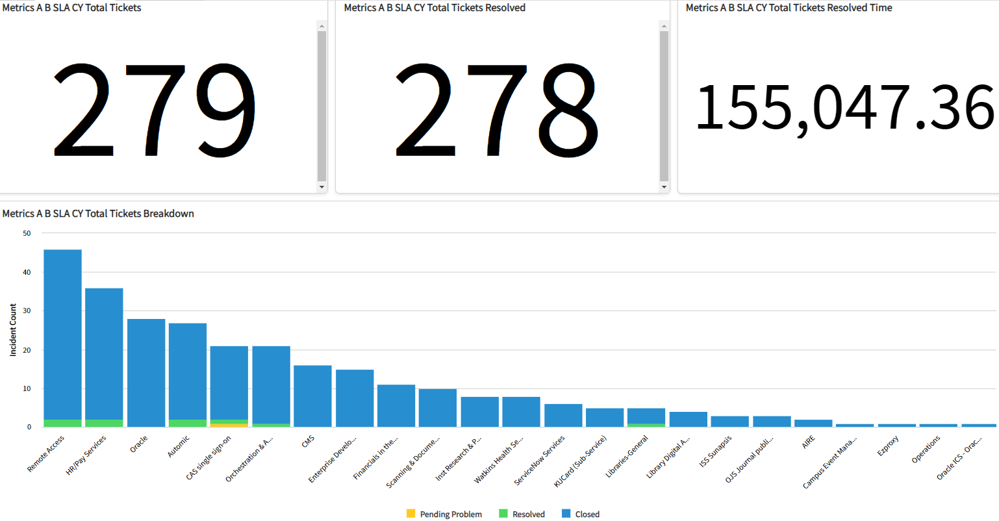 Metrics A B SLA CY Total Tickets
279
Metrics A B SLA CY Total Tickets Resolved
278
Metrics A B SLA CY Total Tickets Resolved Time
155,047.36
Metrics A B SLA CY Total Tickets Breakdown
Incident Count
50
40
30
20
10
0
Remote Access
HR/Pay Services
Oracle
Automic
CAS single sign-on
Orchestration & A...
CMS
Enterprise Develo...
Financials in the...
Scanning & Docume...
Inst Research & P...
Watkins Health Se...
ServiceNow Services
KUCard (Sub-Service)
Libraries-General
Library Digital A...
ISS Sunapsis
OJS Journal publi...
AIRE
Campus Event Mana...
Ezproxy
Operations
Oracle ICS - Orac...
Pending Problem
Resolved
Closed